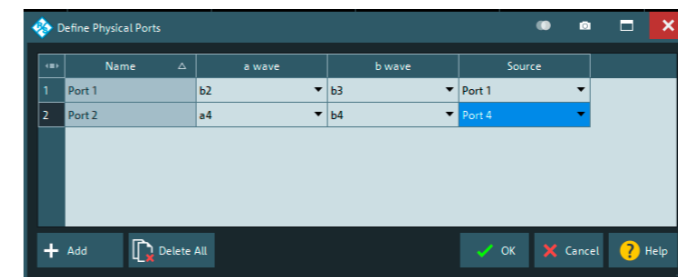 Define Physical Ports
Name a wave b wave Source
1 Port 1 b2 b3 Port 1
2 Port 2 a4 b4 Port 4
Add Delete All OK Cancel ? Help